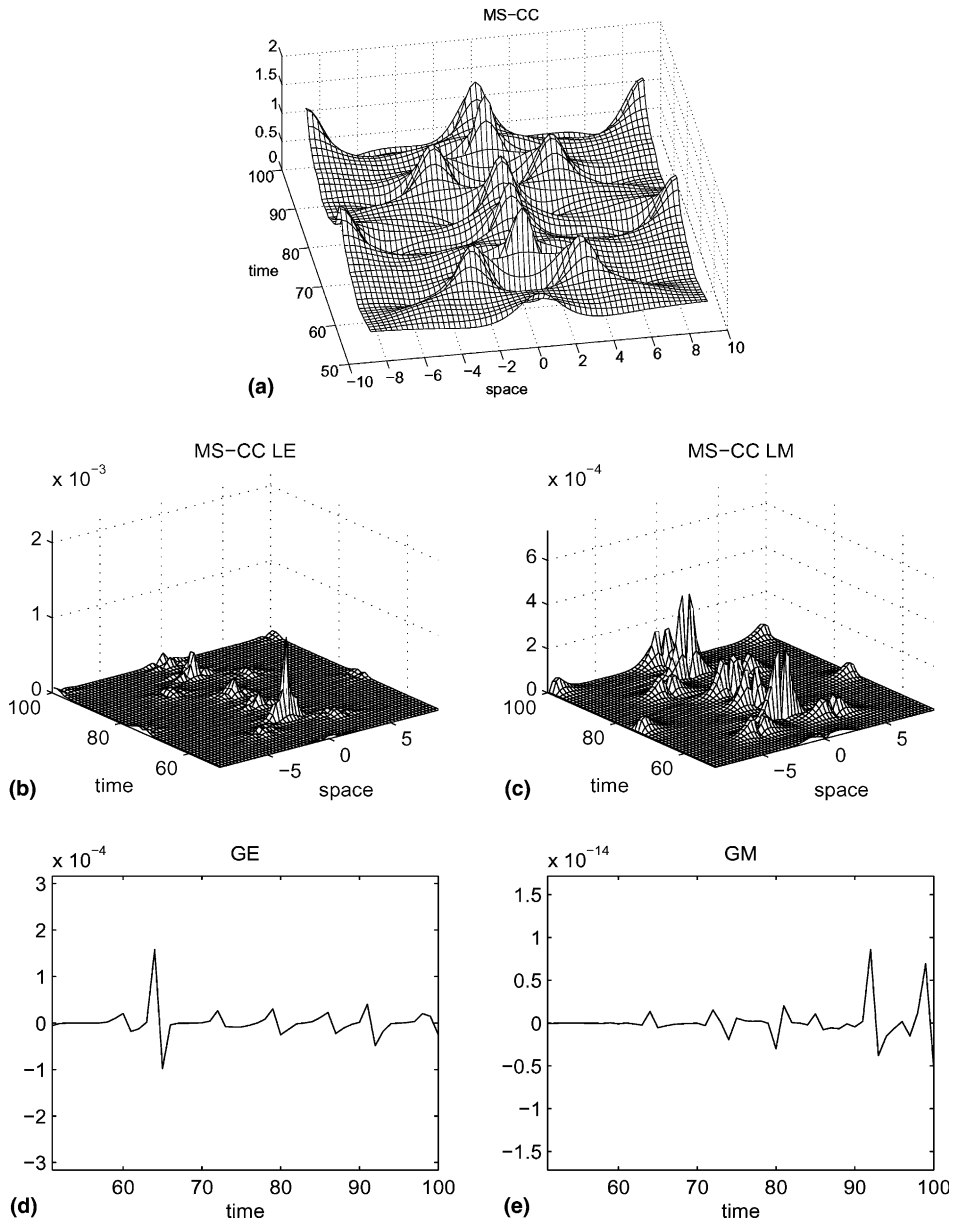 MS−CC
2
1.5
1
0.5
0
100
90
80
70
60
50
time
−10 −8 −6 −4 −2 0 2 4 6 8 10
space
(a)
MS−CC LE
x 10−3
2
1
0
100
80
60
time
−5 0 5
space
(b)
MS−CC LM
x 10−4
6
4
2
0
100
80
60
time
−5 0 5
space
(c)
GE
x 10−4
3
2
1
0
−1
−2
−3
60 80 100
time
(d)
GM
x 10−14
1.5
1
0.5
0
−0.5
−1
−1.5
60 70 80 90 100
time
(e)